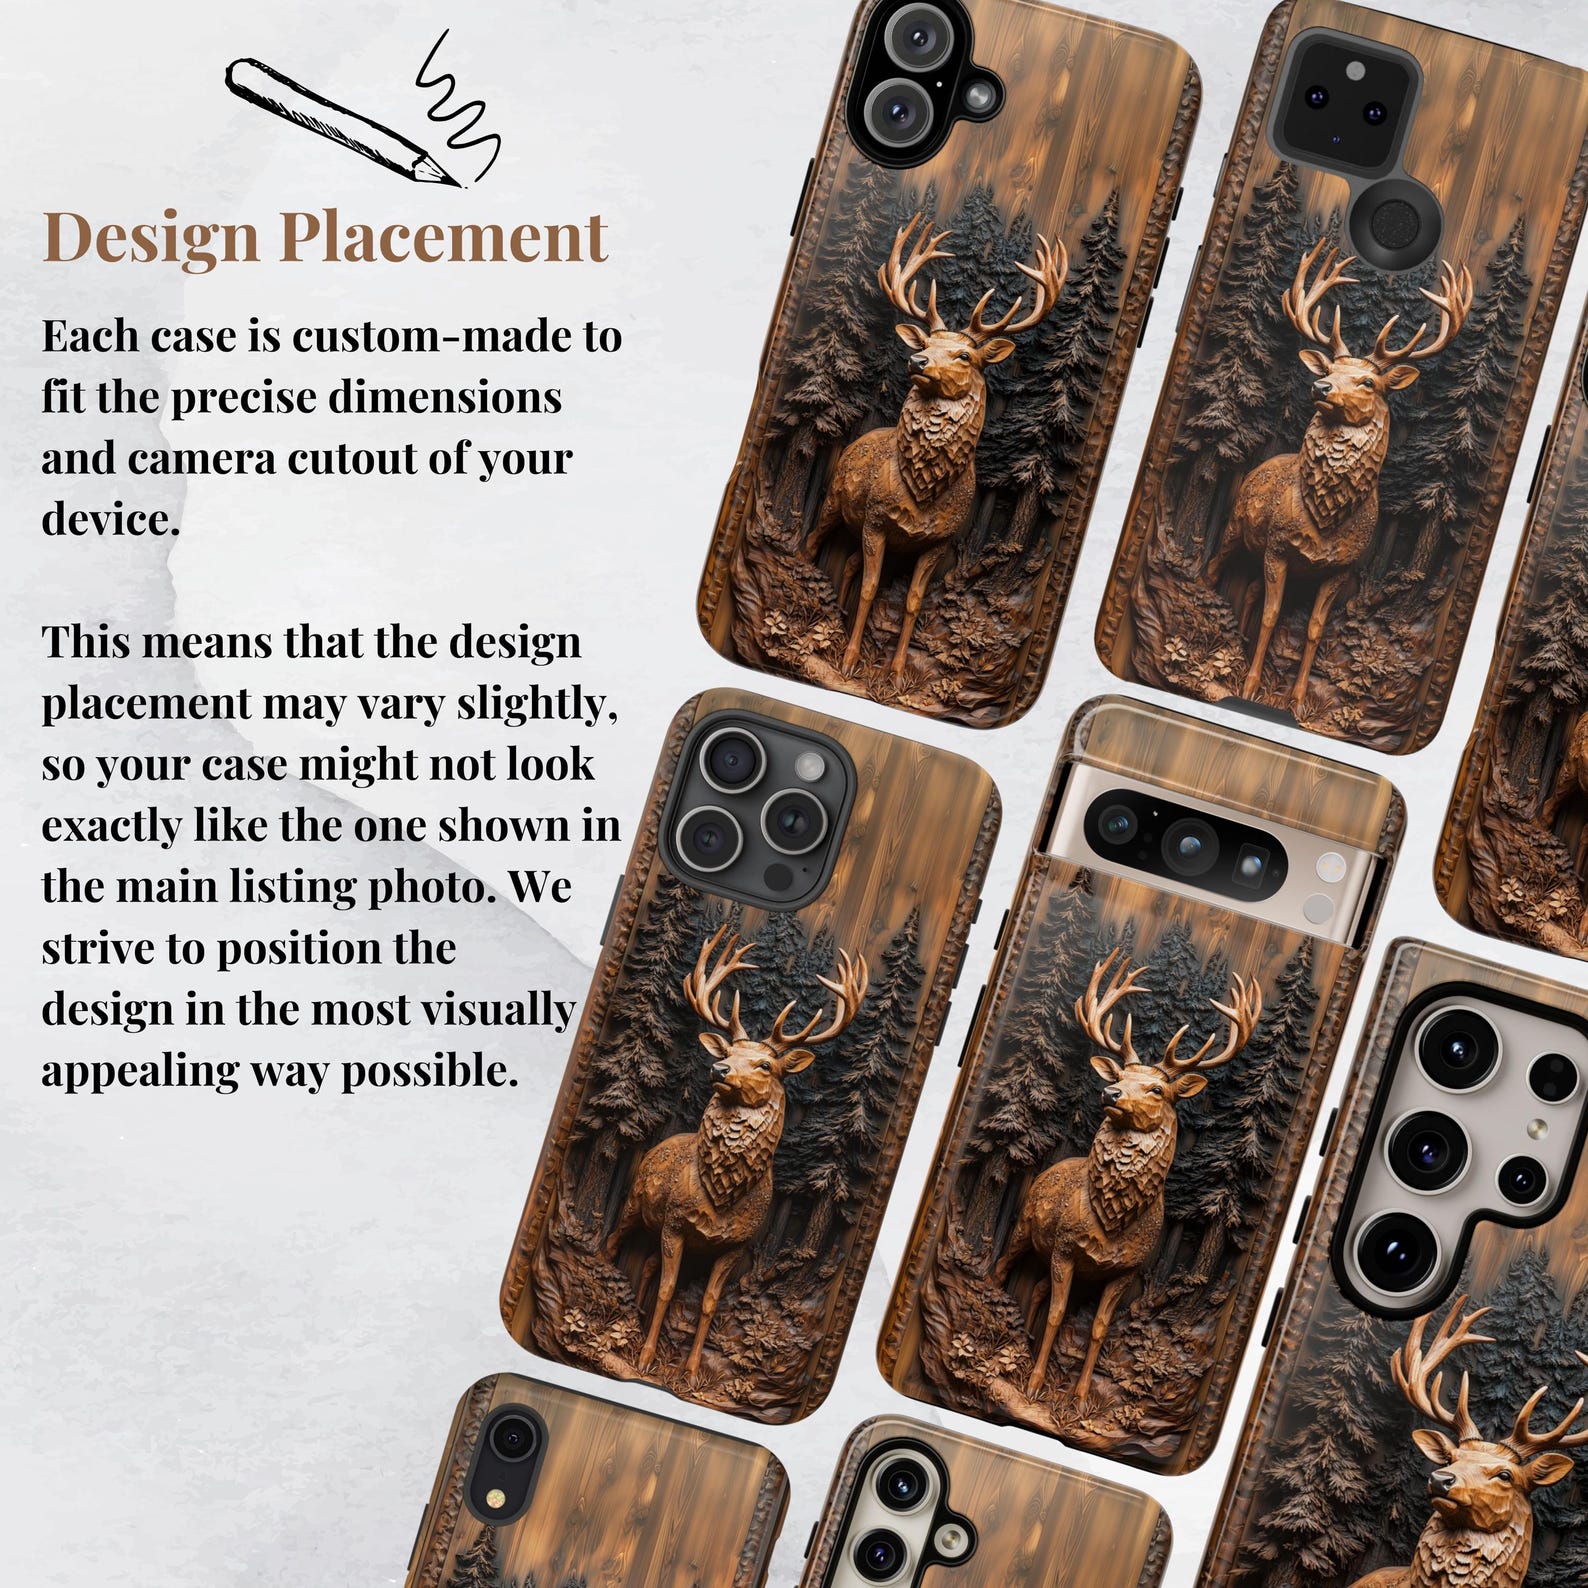 Design Placement
Each case is custom-made to
fit the precise dimensions
and camera cutout of your
device.
This means that the design
placement may vary slightly,
so your case might not look
exactly like the one shown in
the main listing photo. We
strive to position the
design in the most visually
appealing way possible.